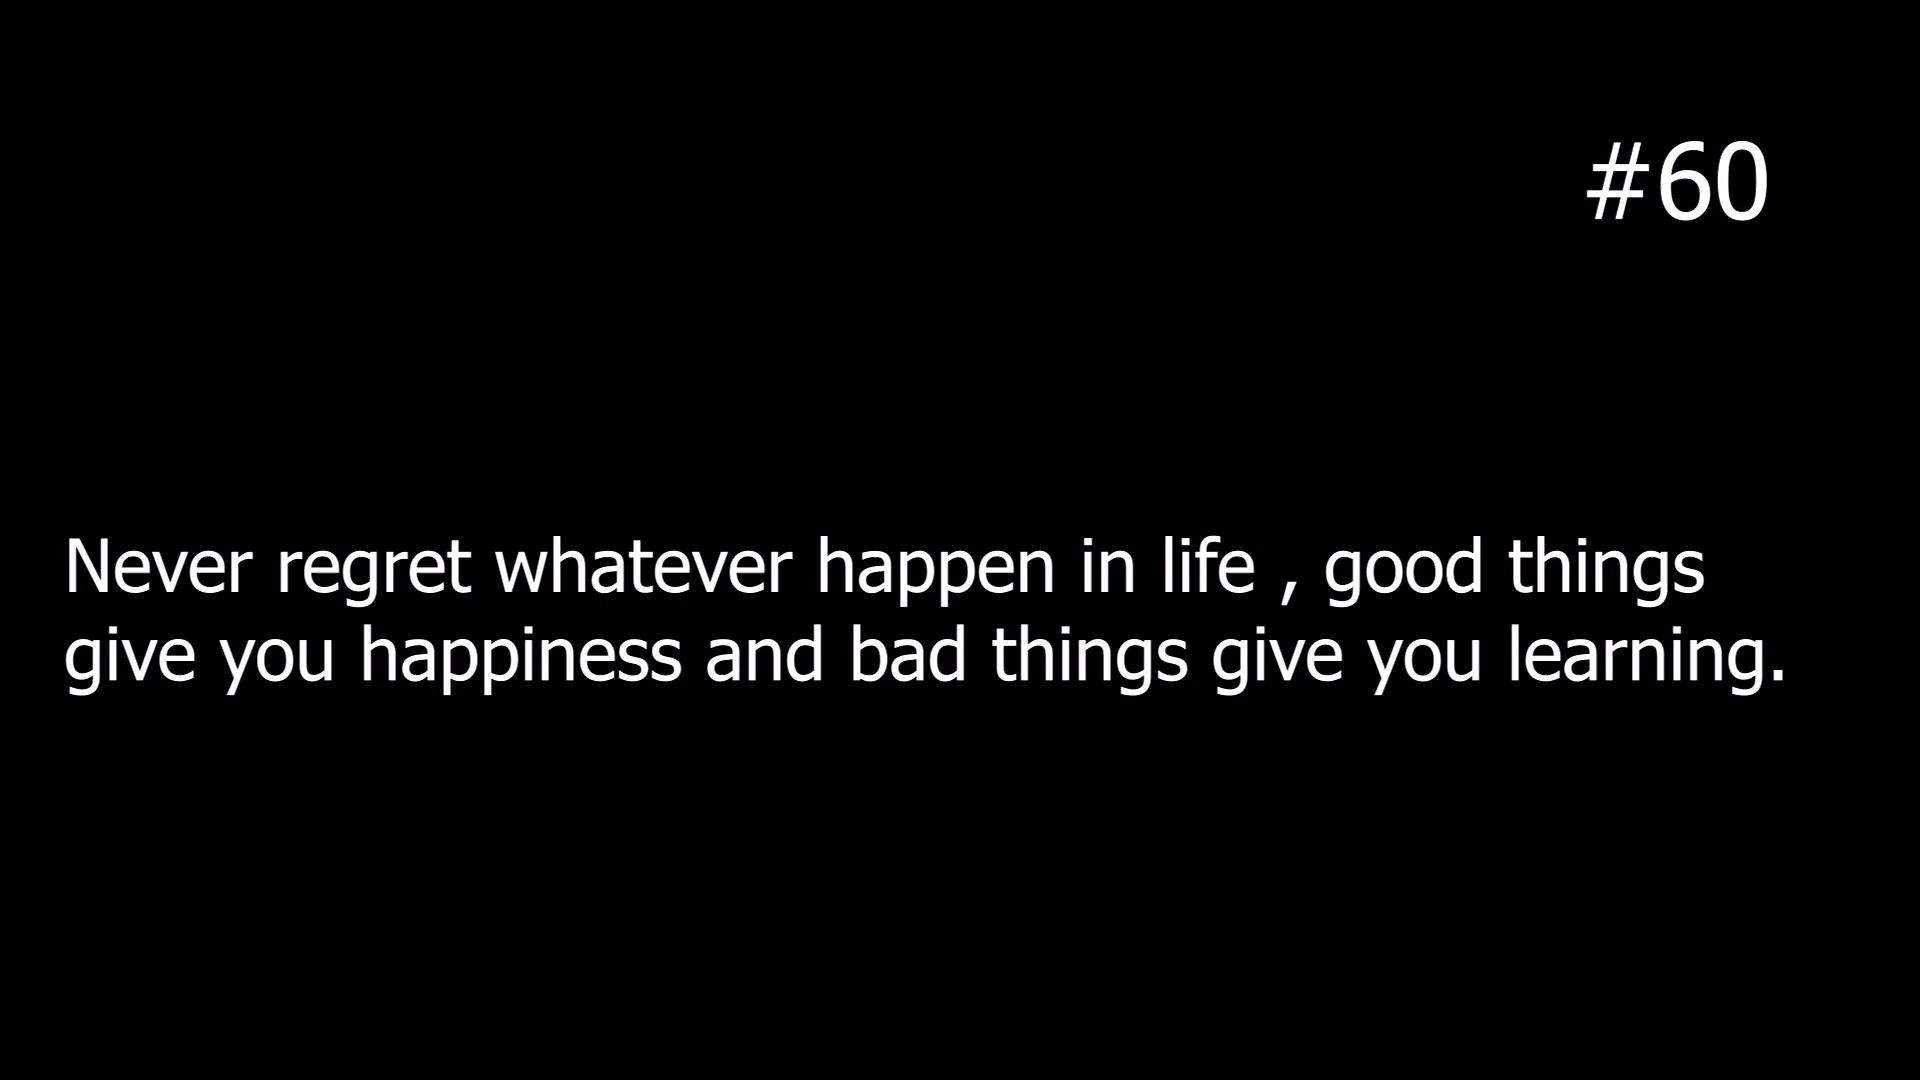 #60
Never regret whatever happen in life , good things
give you happiness and bad things give you learning.